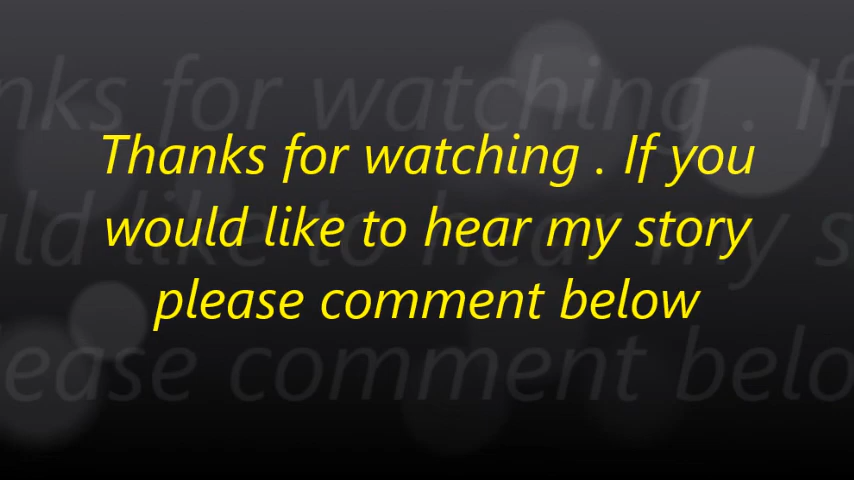 Thanks for watching . If you
would like to hear my story
please comment below